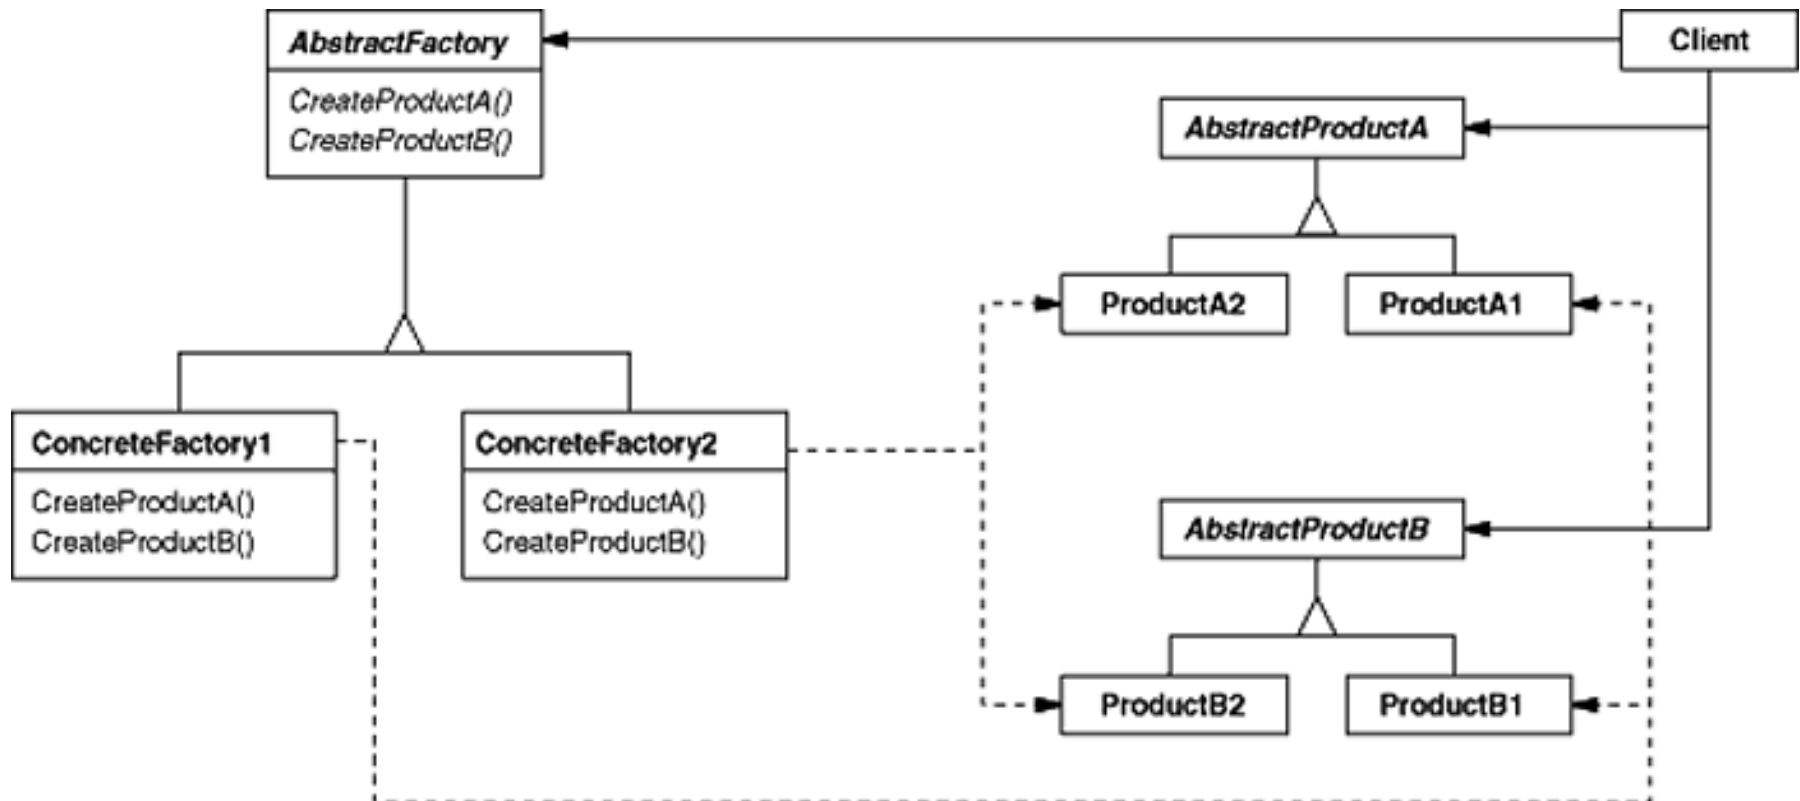 AbstractFactory
CreateProductA()
CreateProductB()
Client
AbstractProductA
ProductA2
ProductA1
ConcreteFactory1
CreateProductA()
CreateProductB()
ConcreteFactory2
CreateProductA()
CreateProductB()
AbstractProductB
ProductB2
ProductB1